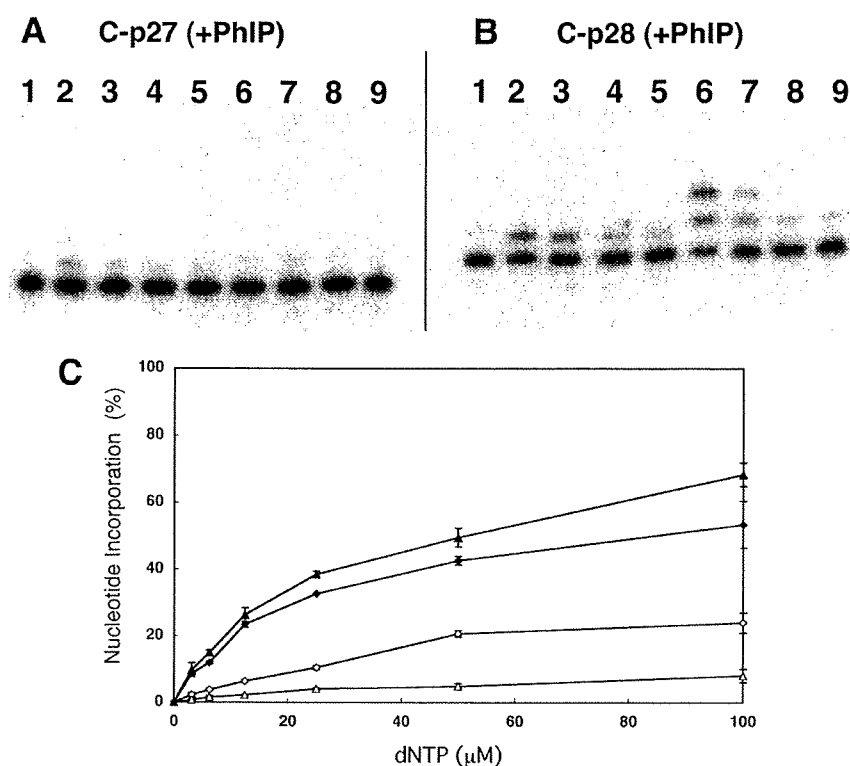 A C-p27 (+PhIP)
B C-p28 (+PhIP)
1 2 3 4 5 6 7 8 9
1 2 3 4 5 6 7 8 9
C
100
80
60
40
20
0
Nucleotide Incorporation (%)
0 20 40 60 80 100
dNTP (μM)